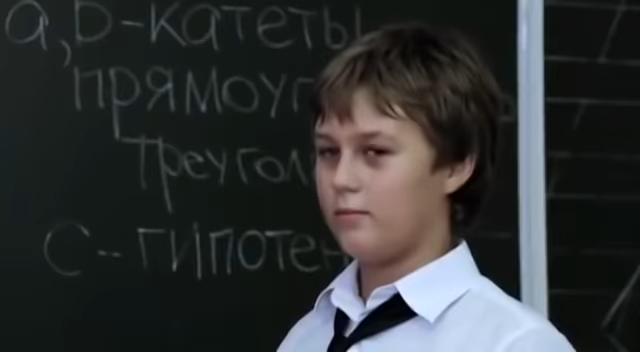 a, b - катеты
прямоуг
треугол
c - гипотен